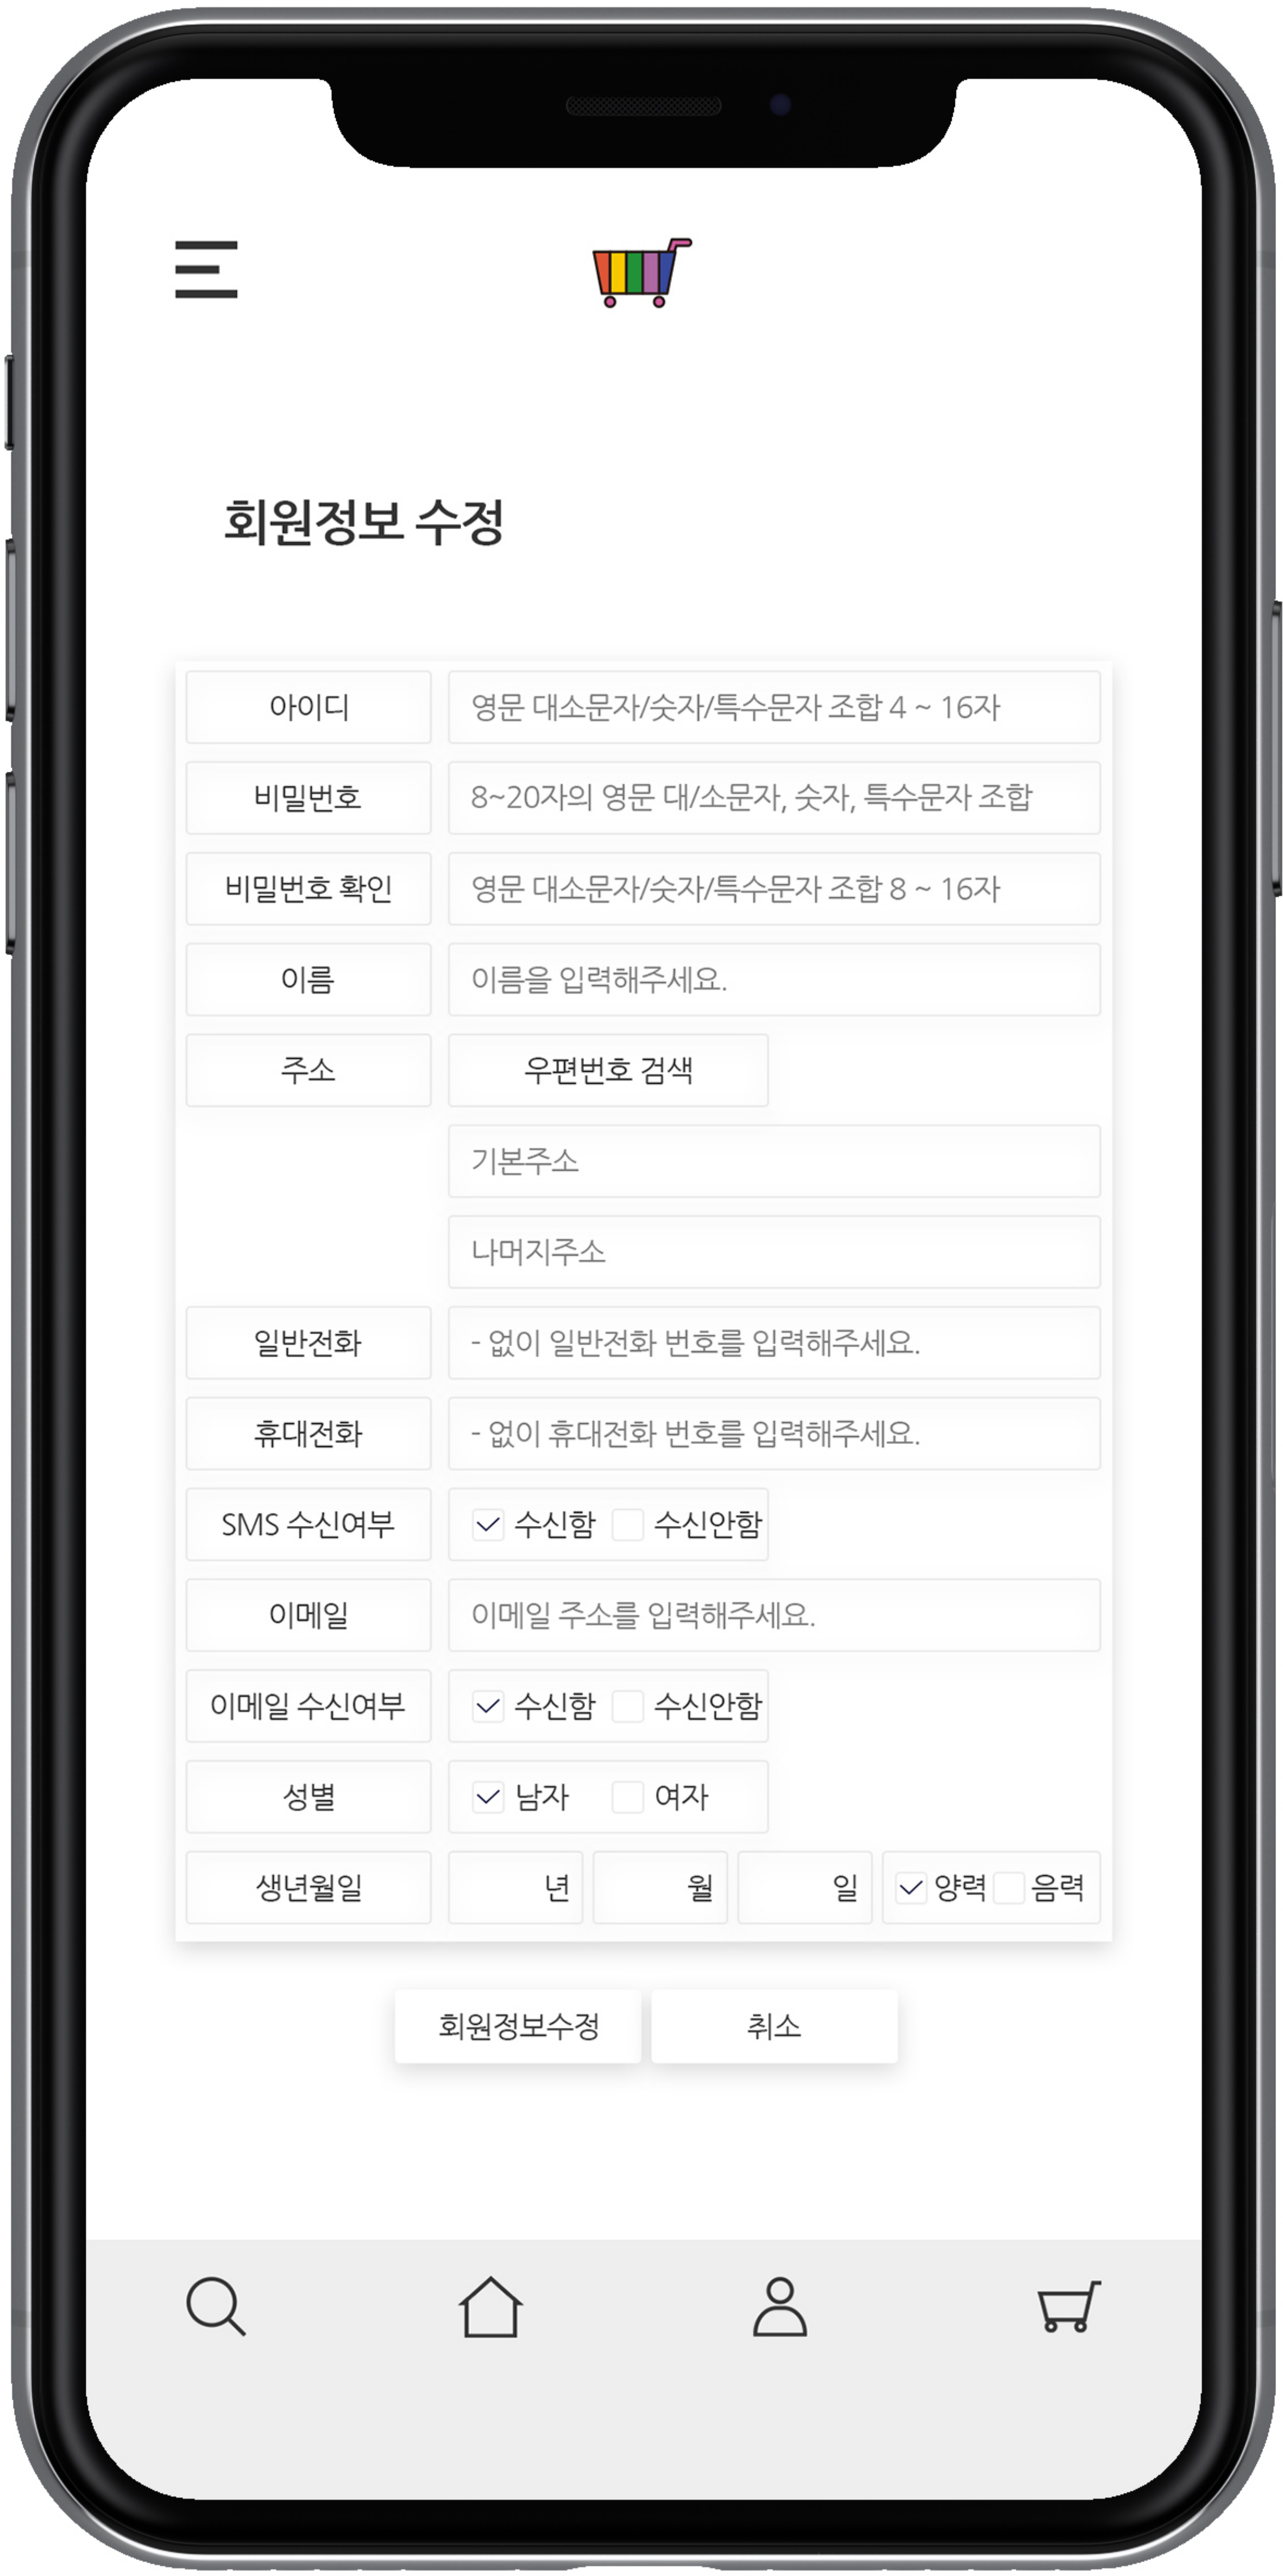 회원정보 수정
아이디 영문 대소문자/숫자/특수문자 조합 4 ~ 16자
비밀번호 8~20자의 영문 대/소문자, 숫자, 특수문자 조합
비밀번호 확인 영문 대소문자/숫자/특수문자 조합 8 ~ 16자
이름 이름을 입력해주세요.
주소 우편번호 검색
기본주소
나머지주소
일반전화 - 없이 일반전화 번호를 입력해주세요.
휴대전화 - 없이 휴대전화 번호를 입력해주세요.
SMS 수신여부 수신함 수신안함
이메일 이메일 주소를 입력해주세요.
이메일 수신여부 수신함 수신안함
성별 남자 여자
생년월일 년 월 일 양력 음력
회원정보수정 취소